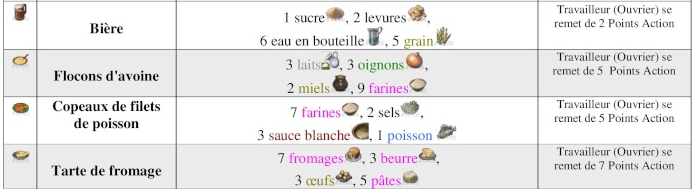 Bière
1 sucre, 2 levures,
6 eau en bouteille, 5 grain
Travailleur (Ouvrier) se
remet de 2 Points Action
Flocons d'avoine
3 laits, 3 oignons,
2 miels, 9 farines
Travailleur (Ouvrier) se
remet de 5 Points Action
Copeaux de filets
de poisson
7 farines, 2 sels,
3 sauce blanche, 1 poisson
Travailleur (Ouvrier) se
remet de 5 Points Action
Tarte de fromage
7 fromages, 3 beurre,
3 œufs, 5 pâtes
Travailleur (Ouvrier) se
remet de 7 Points Action